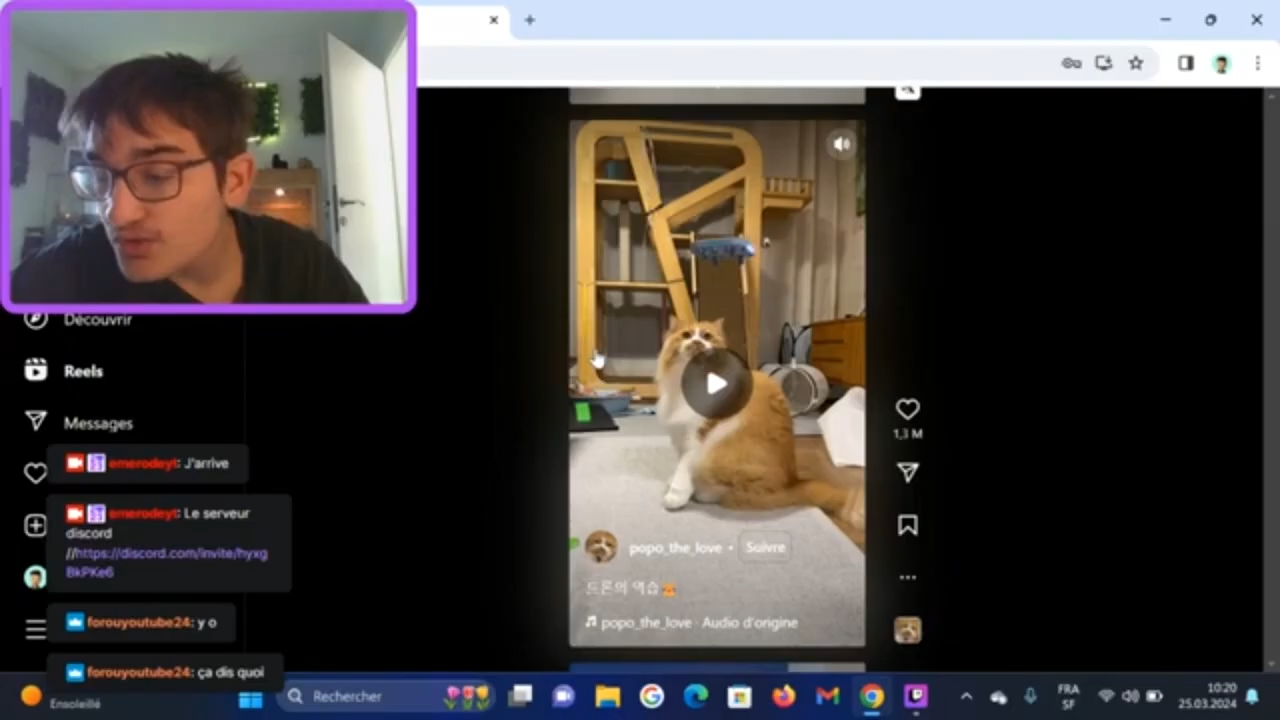 Découvrir
Reels
Messages
emerodeyt: J'arrive
emerodeyt: Le serveur
discord
//https://discord.com/invite/hyxg
BkPKe6
forouyoutube24: y o
forouyoutube24: ça dis quoi
1,3 M
popo_the_love • Suivre
드론의 역습
popo_the_love · Audio d'origine
Ensoleillé
Rechercher
FRA
SF
10:20
25.03.2024